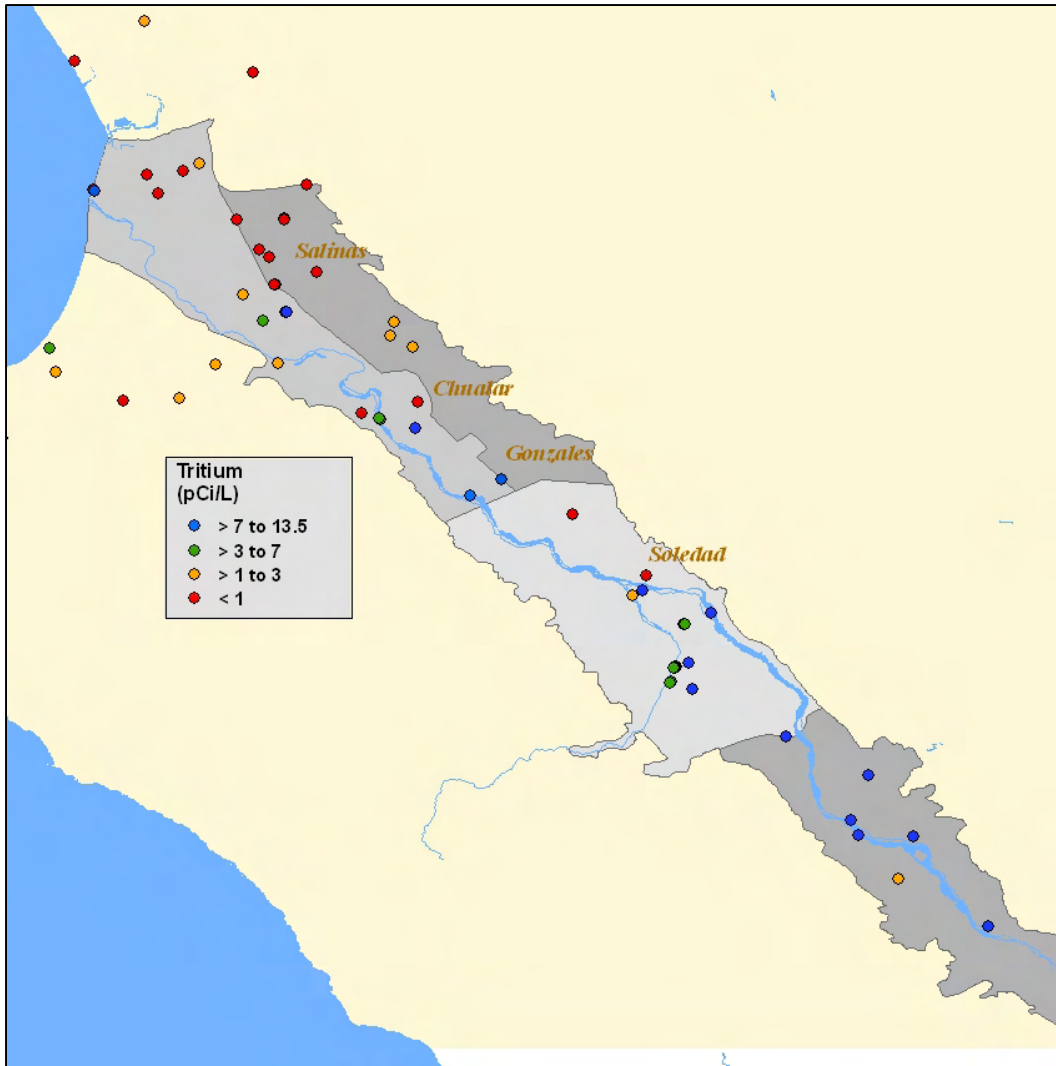 Salinas
Chualar
Gonzales
Soledad
Tritium
(pCi/L)
> 7 to 13.5
> 3 to 7
> 1 to 3
< 1